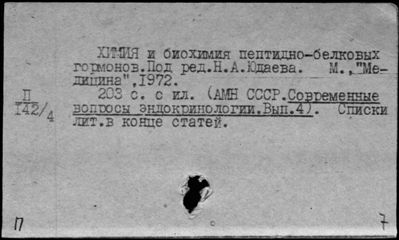 ХИМИЯ и биохимия пептидно-белковых
гормонов.Под ред.Н.А.Юдаева. М.,"Ме-
дицина",1972.
203 с. с ил. (АМН СССР.Современные
вопросы эндокринологии.Вып.4). Списки
лит.в конце статей.
П
142/4
П
7